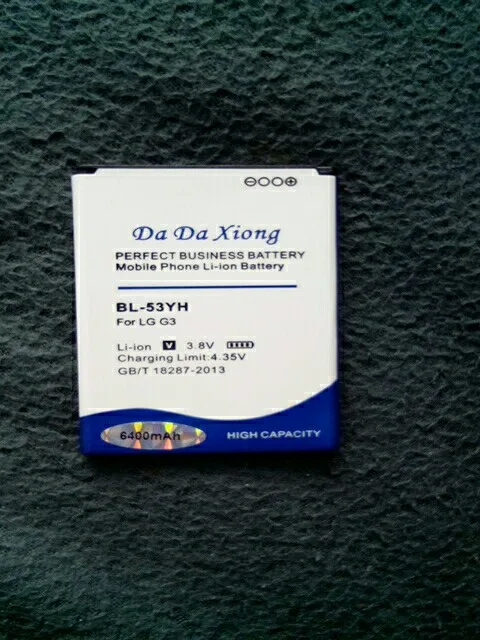 Da Da Xiong
PERFECT BUSINESS BATTERY
Mobile Phone Li-ion Battery
BL-53YH
For LG G3
Li-ion V 3.8V
Charging Limit:4.35V
GB/T 18287-2013
6400mAh
HIGH CAPACITY